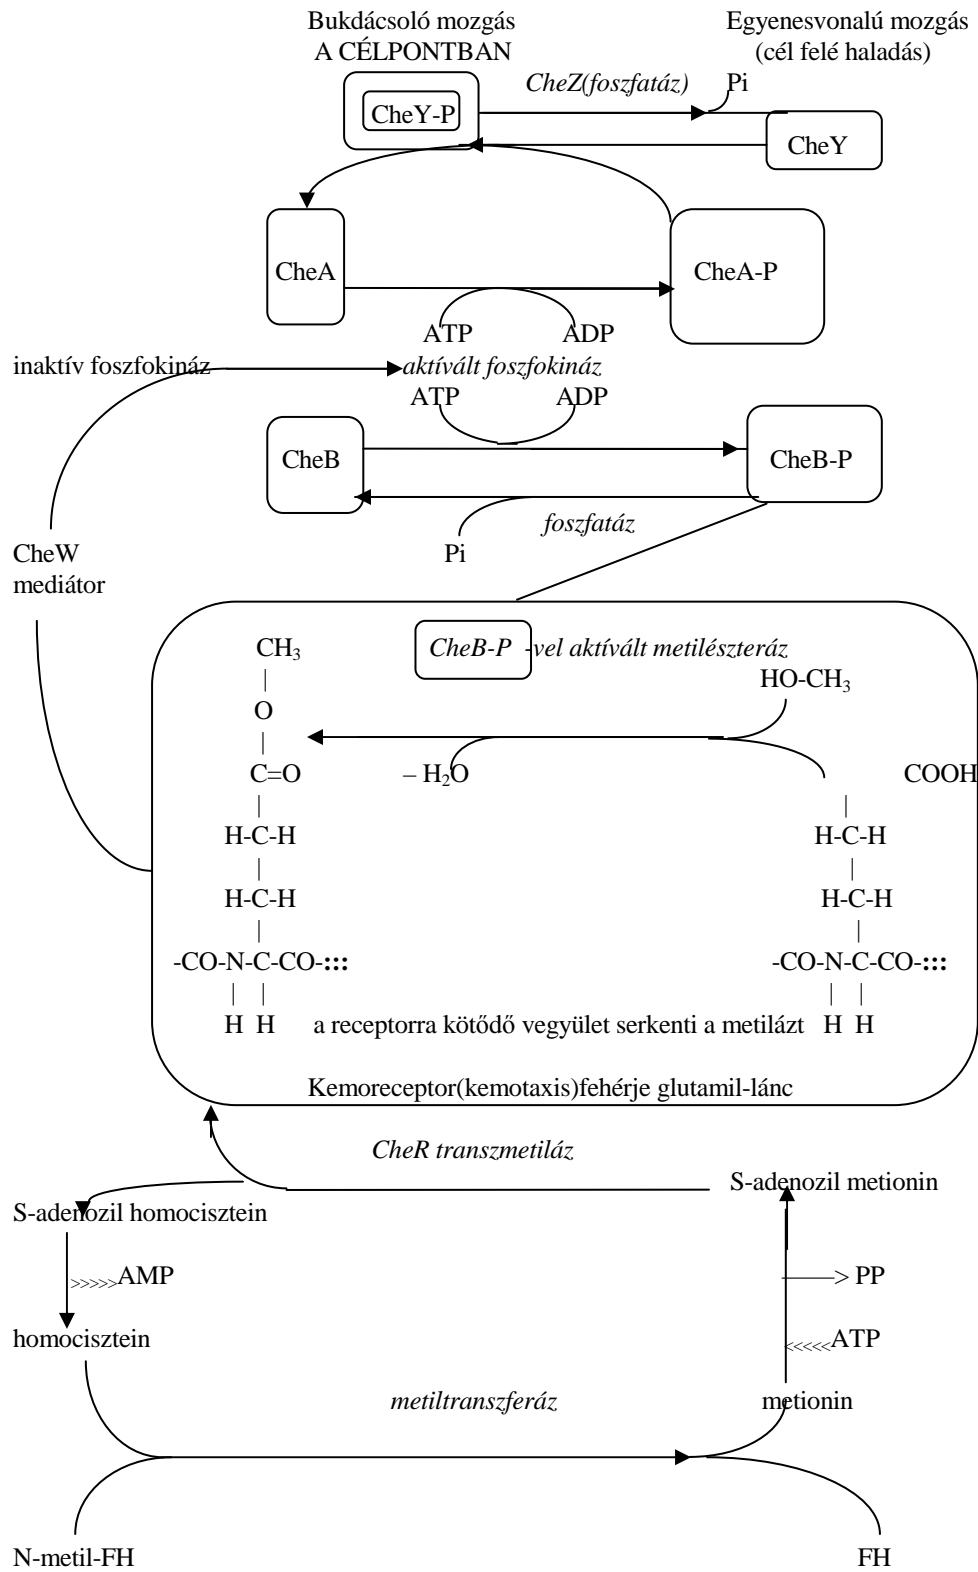 Bukdácsoló mozgás
A CÉLPONTBAN
Egyenesvonalú mozgás
(cél felé haladás)
CheZ(foszfatáz)
Pi
CheY-P
CheY
CheA
CheA-P
ATP
ADP
inaktív foszfokináz
aktívált foszfokináz
ATP
ADP
CheB
CheB-P
foszfatáz
Pi
CheW
mediátor
CheB-P -vel aktívált metilészteráz
CH3
HO-CH3
|
O
|
C=O
– H2O
COOH
| |
H-C-H H-C-H
| |
H-C-H H-C-H
| |
-CO-N-C-CO-::: -CO-N-C-CO-:::
| | | |
H H a receptorra kötődő vegyület serkenti a metilázt H H
Kemoreceptor(kemotaxis)fehérje glutamil-lánc
CheR transzmetiláz
S-adenozil metionin
S-adenozil homocisztein
>>>>>AMP
> PP
homocisztein
<<<<<ATP
metiltranszferáz
metionin
N-metil-FH
FH